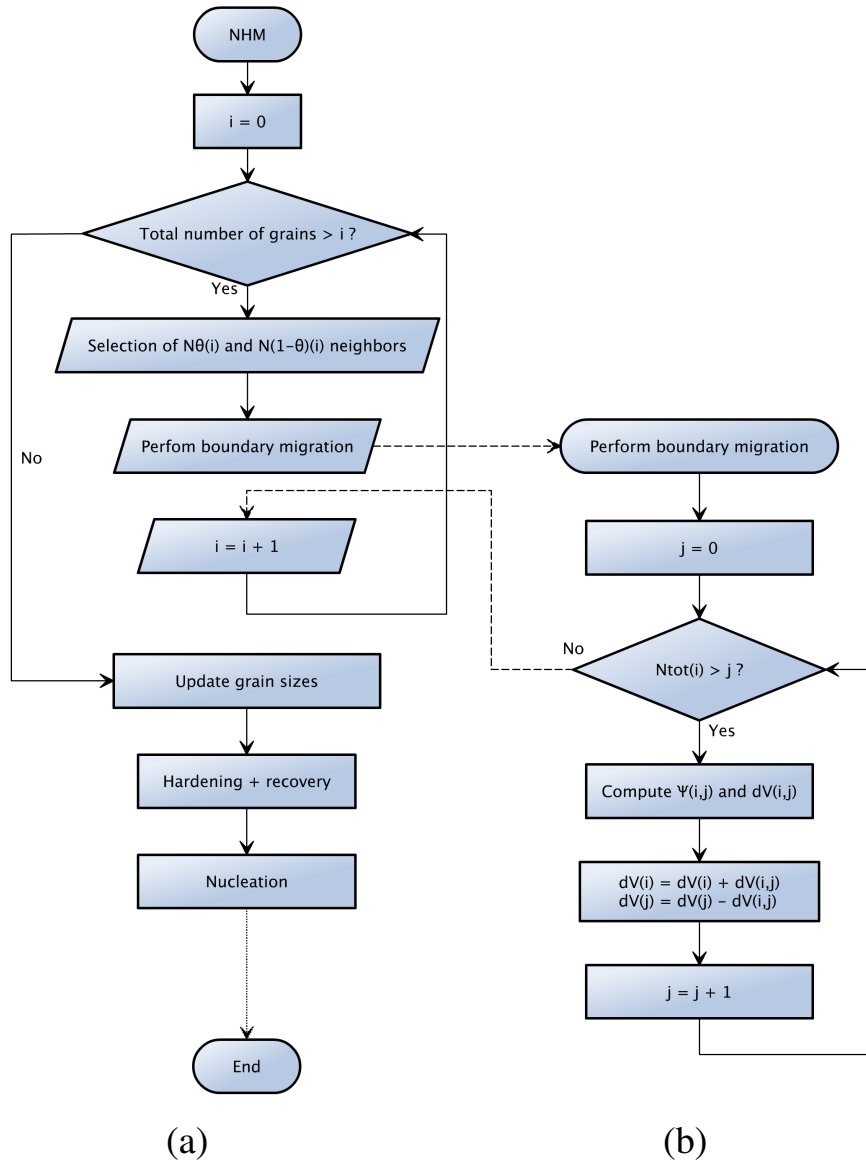 NHM
i = 0
Total number of grains > i ?
Yes
Selection of Nθ(i) and N(1-θ)(i) neighbors
Perfom boundary migration
No
i = i + 1
Update grain sizes
Hardening + recovery
Nucleation
End
(a)
Perform boundary migration
j = 0
No
Ntot(i) > j ?
Yes
Compute Ψ(i,j) and dV(i,j)
dV(i) = dV(i) + dV(i,j)
dV(j) = dV(j) – dV(i,j)
j = j + 1
(b)